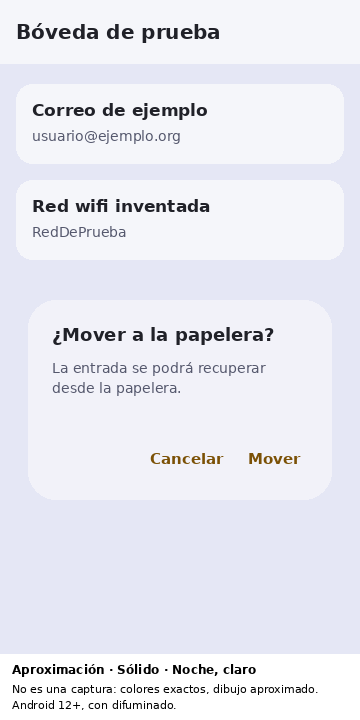 Bóveda de prueba
Correo de ejemplo
usuario@ejemplo.org
Red wifi inventada
RedDePrueba
¿Mover a la papelera?
La entrada se podrá recuperar
desde la papelera.
Cancelar Mover
Aproximación · Sólido · Noche, claro
No es una captura: colores exactos, dibujo aproximado.
Android 12+, con difuminado.